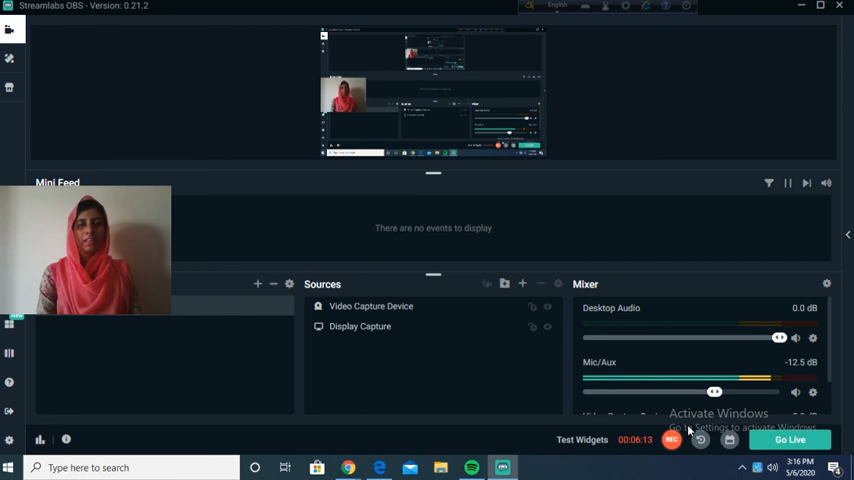 Streamlabs OBS - Version: 0.21.2
English
Mini Feed
There are no events to display
Sources
Mixer
Video Capture Device
Display Capture
Desktop Audio 0.0 dB
Mic/Aux -12.5 dB
New
Activate Windows
Go to Settings to activate Windows.
Test Widgets 00:06:13 REC Go Live
Type here to search
3:16 PM
5/6/2020
4